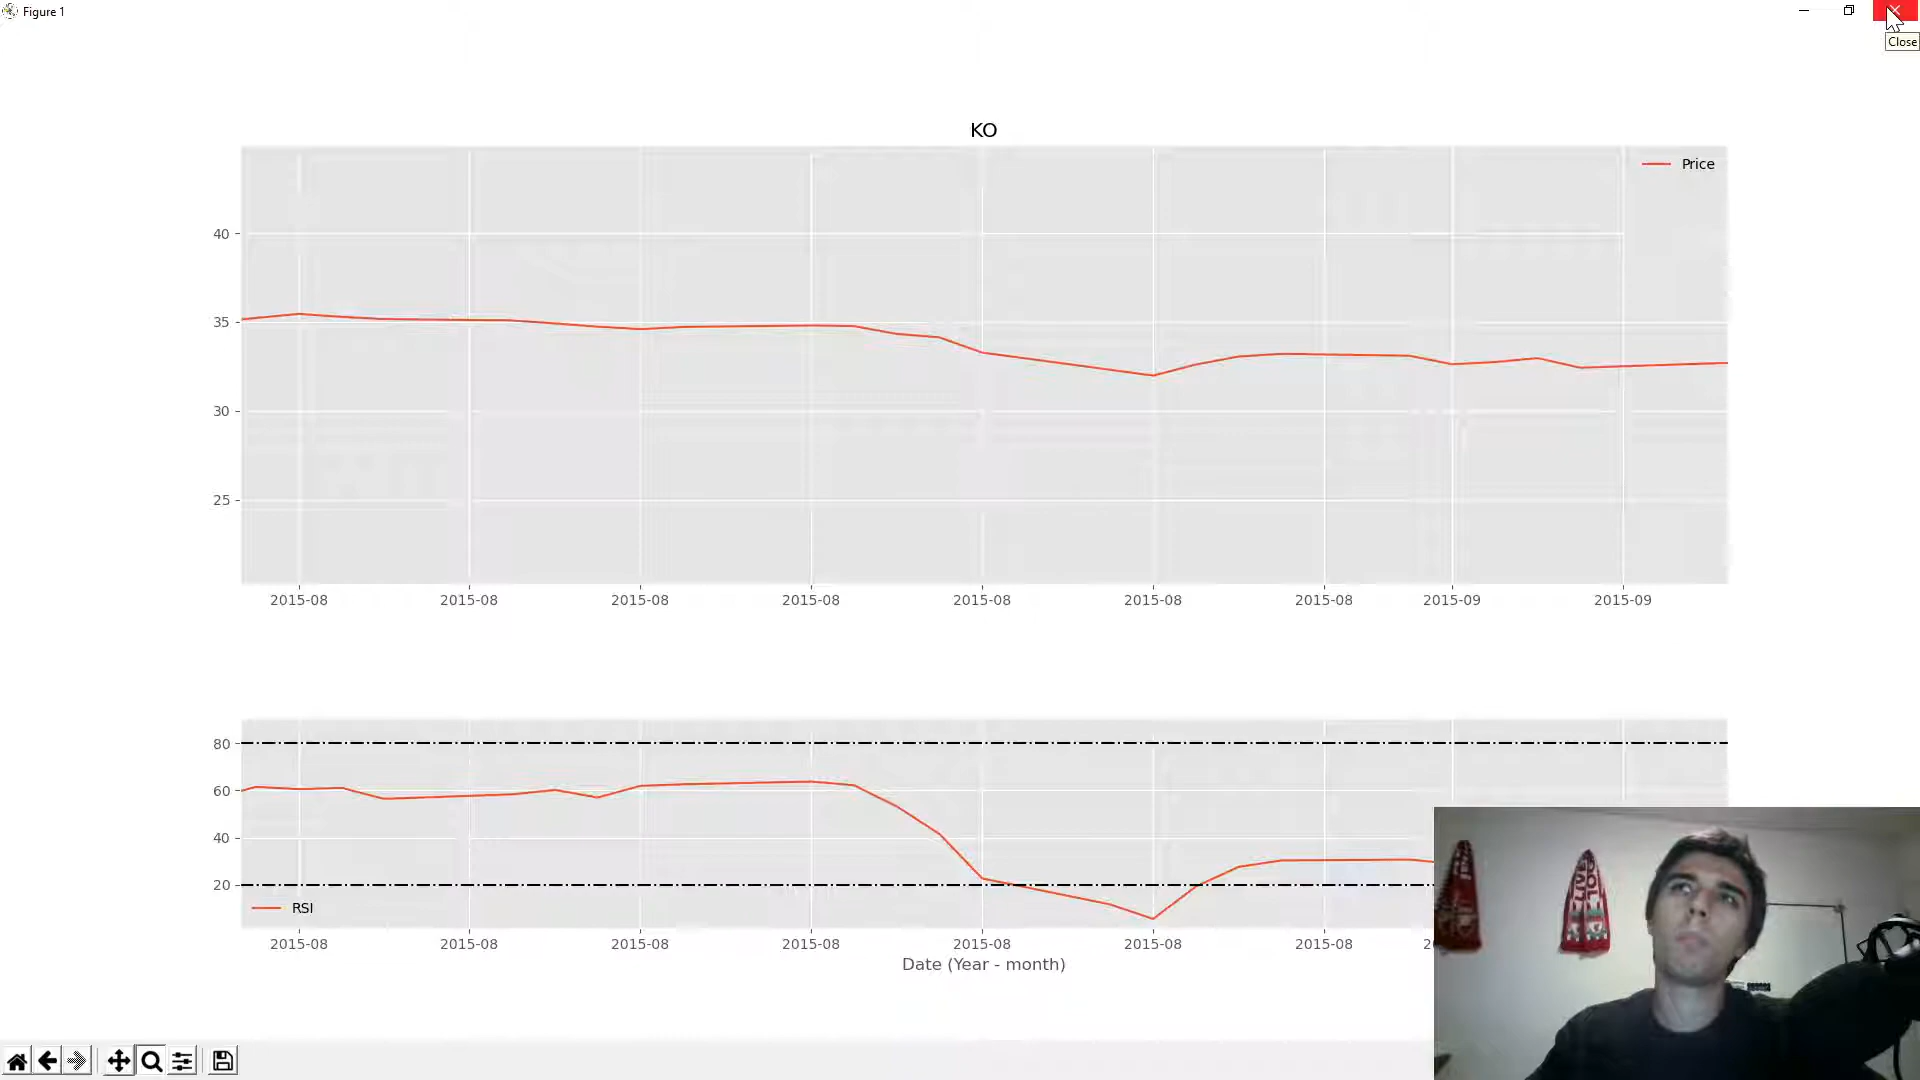 Figure 1
Close
KO
Price
40
35
30
25
2015-08 2015-08 2015-08 2015-08 2015-08 2015-08 2015-08 2015-09 2015-09
80
60
40
20
RSI
2015-08 2015-08 2015-08 2015-08 2015-08 2015-08 2015-08
Date (Year - month)